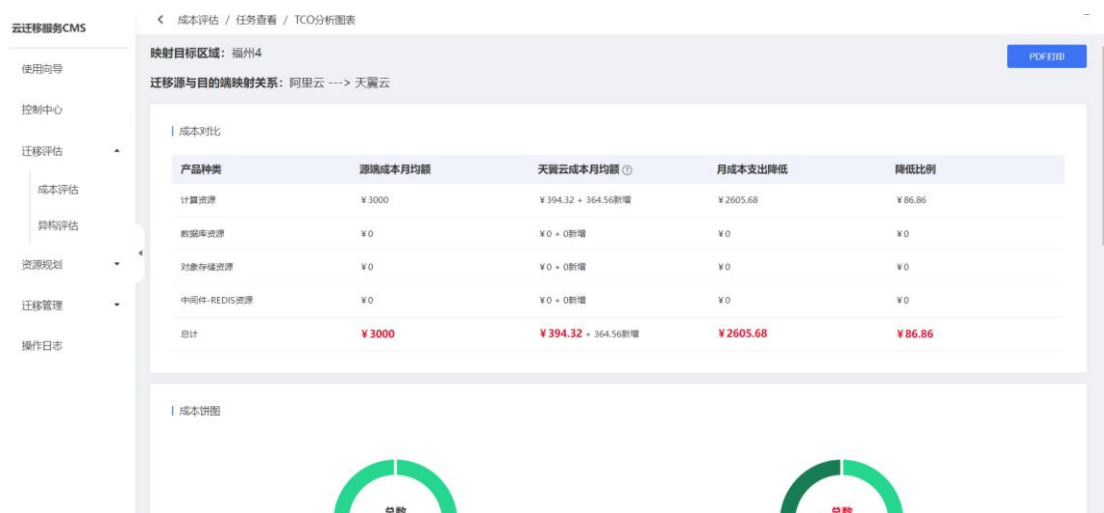 云迁移服务CMS
使用向导
控制中心
迁移评估
成本评估
异构评估
资源规划
迁移管理
操作日志
成本评估 / 任务查看 / TCO分析图表
映射目标区域：福州4
PDF打印
迁移源与目的端映射关系：阿里云 ---> 天翼云
成本对比
产品种类 源端成本月均额 天翼云成本月均额 月成本支出降低 降低比例
计算资源 ¥3000 ¥394.32 + 364.56新增 ¥2605.68 ¥86.86
数据库资源 ¥0 ¥0 + 0新增 ¥0 ¥0
对象存储资源 ¥0 ¥0 + 0新增 ¥0 ¥0
中间件-REDIS资源 ¥0 ¥0 + 0新增 ¥0 ¥0
总计 ¥3000 ¥394.32 + 364.56新增 ¥2605.68 ¥86.86
成本饼图
总数 总数